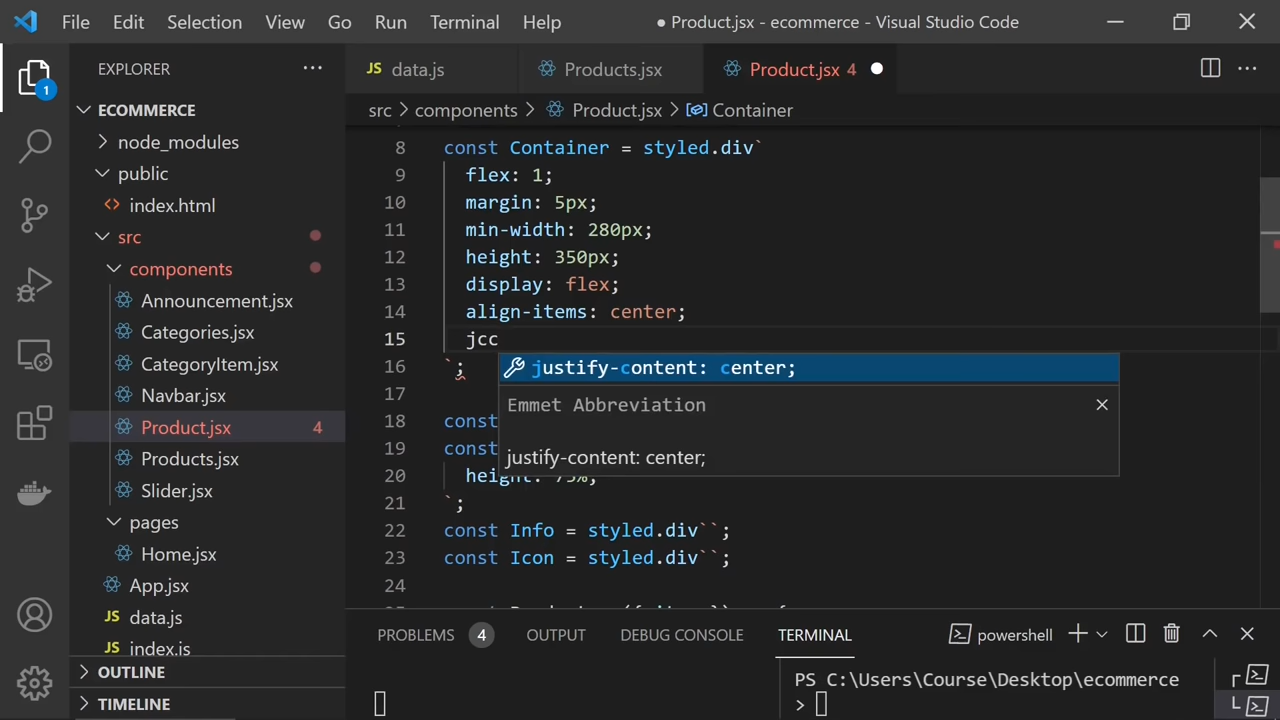 File Edit Selection View Go Run Terminal Help ● Product.jsx - ecommerce - Visual Studio Code
EXPLORER ...
JS data.js Products.jsx Product.jsx 4 ● ...
1
ECOMMERCE
src > components > Product.jsx > Container
node_modules
public
index.html
src
components
Announcement.jsx
Categories.jsx
CategoryItem.jsx
Navbar.jsx
Product.jsx 4
Products.jsx
Slider.jsx
pages
Home.jsx
App.jsx
JS data.js
index.js
OUTLINE
TIMELINE
8 const Container = styled.div`
9 flex: 1;
10 margin: 5px;
11 min-width: 280px;
12 height: 350px;
13 display: flex;
14 align-items: center;
15 jcc
16 `;
justify-content: center;
Emmet Abbreviation
justify-content: center;
17
18 const
19 const
20 height: 75%;
21 `;
22 const Info = styled.div``;
23 const Icon = styled.div``;
24
PROBLEMS 4 OUTPUT DEBUG CONSOLE TERMINAL powershell
PS C:\Users\Course\Desktop\ecommerce
>